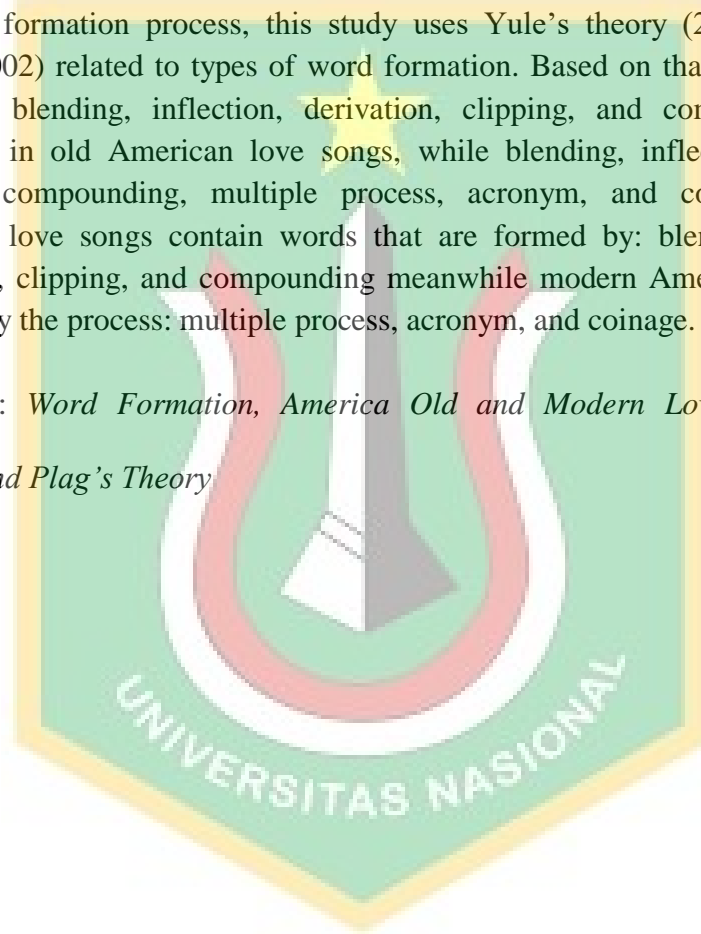 formation process, this study uses Yule’s theory (2
002) related to types of word formation. Based on tha
blending, inflection, derivation, clipping, and con
in old American love songs, while blending, infle
compounding, multiple process, acronym, and co
love songs contain words that are formed by: blen
, clipping, and compounding meanwhile modern Ame
y the process: multiple process, acronym, and coinage.
: Word Formation, America Old and Modern Lo
nd Plag’s Theory
UNIVERSITAS NASIONAL